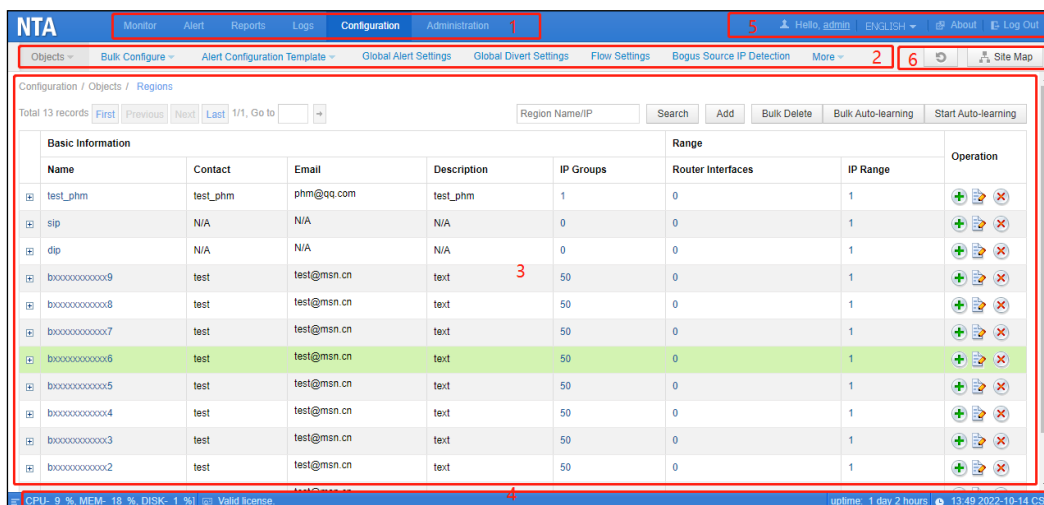 NTA Monitor Alert Reports Logs Configuration Administration 1 5 Hello, admin ENGLISH About Log Out
Objects Bulk Configure Alert Configuration Template Global Alert Settings Global Divert Settings Flow Settings Bogus Source IP Detection More 2 6 Site Map
Configuration / Objects / Regions
Total 13 records First Previous Next Last 1/1, Go to Region Name/IP Search Add Bulk Delete Bulk Auto-learning Start Auto-learning
Basic Information Range Operation
Name Contact Email Description IP Groups Router Interfaces IP Range
test_phm test_phm phm@qq.com test_phm 1 0 1
sip N/A N/A N/A 0 0 1
dip N/A N/A N/A 0 0 1
bxxxxxxxxxxx9 test test@msn.cn text 3 50 0 1
bxxxxxxxxxxx8 test test@msn.cn text 50 0 1
bxxxxxxxxxxx7 test test@msn.cn text 50 0 1
bxxxxxxxxxxx6 test test@msn.cn text 50 0 1
bxxxxxxxxxxx5 test test@msn.cn text 50 0 1
bxxxxxxxxxxx4 test test@msn.cn text 50 0 1
bxxxxxxxxxxx3 test test@msn.cn text 50 0 1
bxxxxxxxxxxx2 test test@msn.cn text 50 0 1
CPU- 9 %, MEM- 18 %, DISK- 1 %] Valid license. 4 uptime: 1 day 2 hours 13:49 2022-10-14 CS